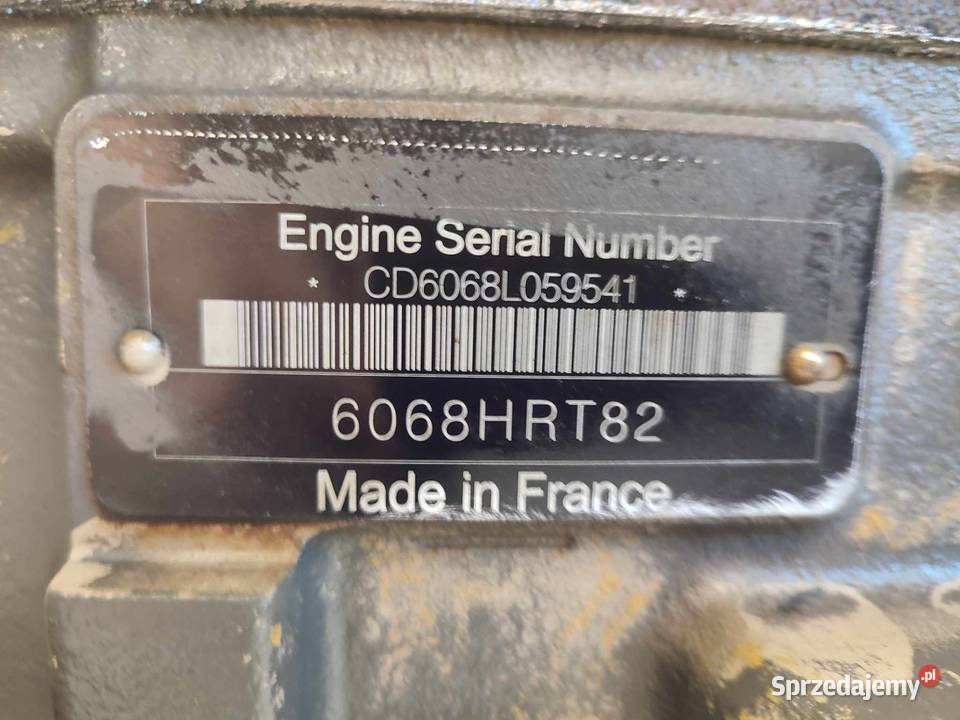 Engine Serial Number
* CD6068L059541 *
6068HRT82
Made in France
Sprzedajemy.pl